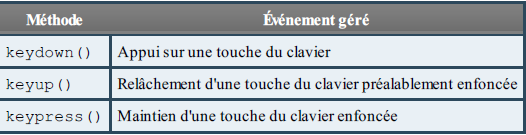 Méthode Événement géré
keydown() Appui sur une touche du clavier
keyup() Relâchement d'une touche du clavier préalablement enfoncée
keypress() Maintien d'une touche du clavier enfoncée